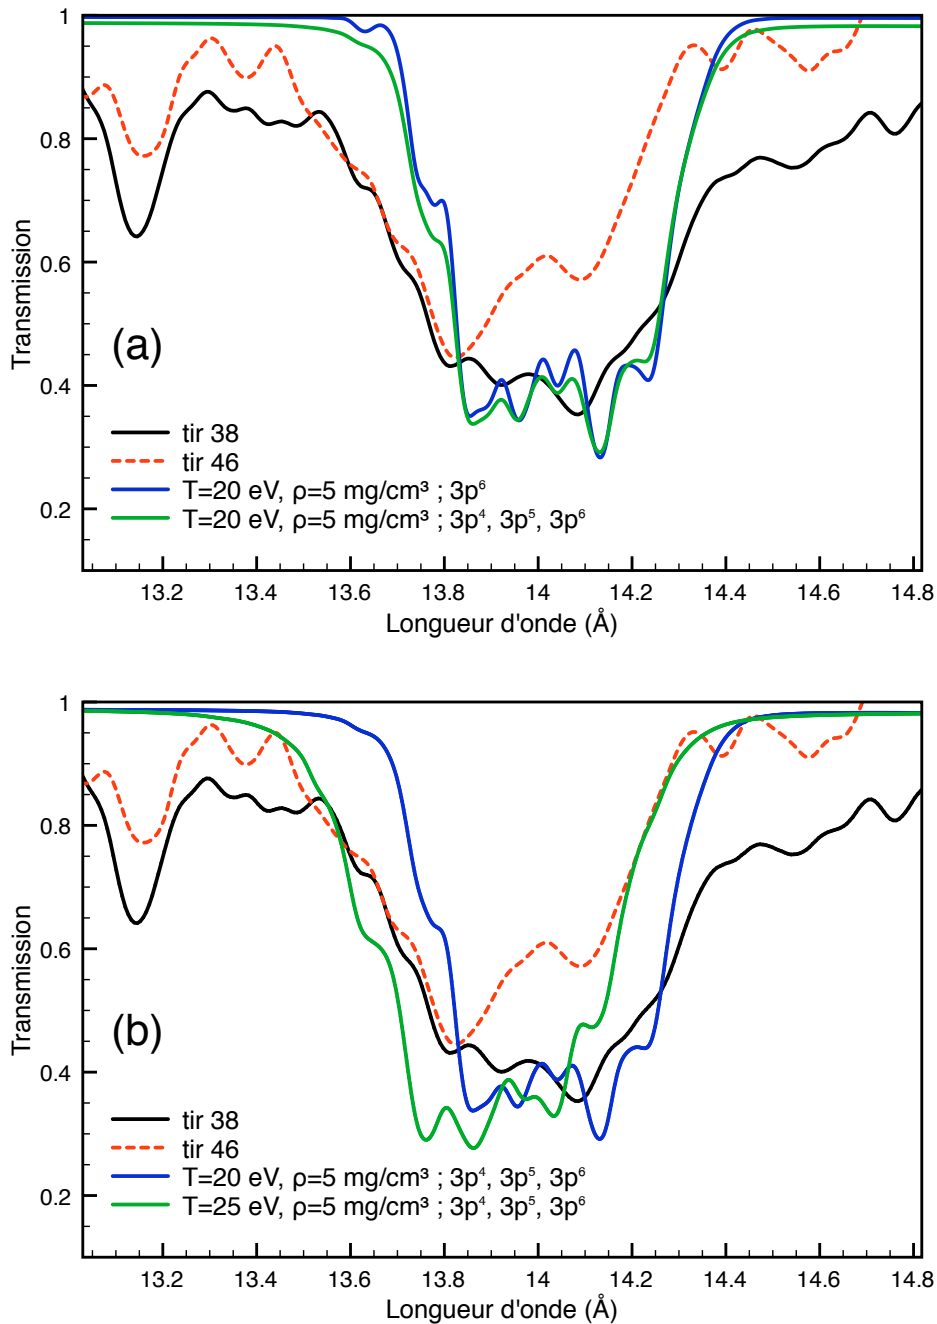 1
0.8
0.6
0.4
0.2
Transmission
(a)
tir 38
tir 46
T=20 eV, ρ=5 mg/cm³ ; 3p⁶
T=20 eV, ρ=5 mg/cm³ ; 3p⁴, 3p⁵, 3p⁶
13.2 13.4 13.6 13.8 14 14.2 14.4 14.6 14.8
Longueur d'onde (Å)
1
0.8
0.6
0.4
0.2
Transmission
(b)
tir 38
tir 46
T=20 eV, ρ=5 mg/cm³ ; 3p⁴, 3p⁵, 3p⁶
T=25 eV, ρ=5 mg/cm³ ; 3p⁴, 3p⁵, 3p⁶
13.2 13.4 13.6 13.8 14 14.2 14.4 14.6 14.8
Longueur d'onde (Å)